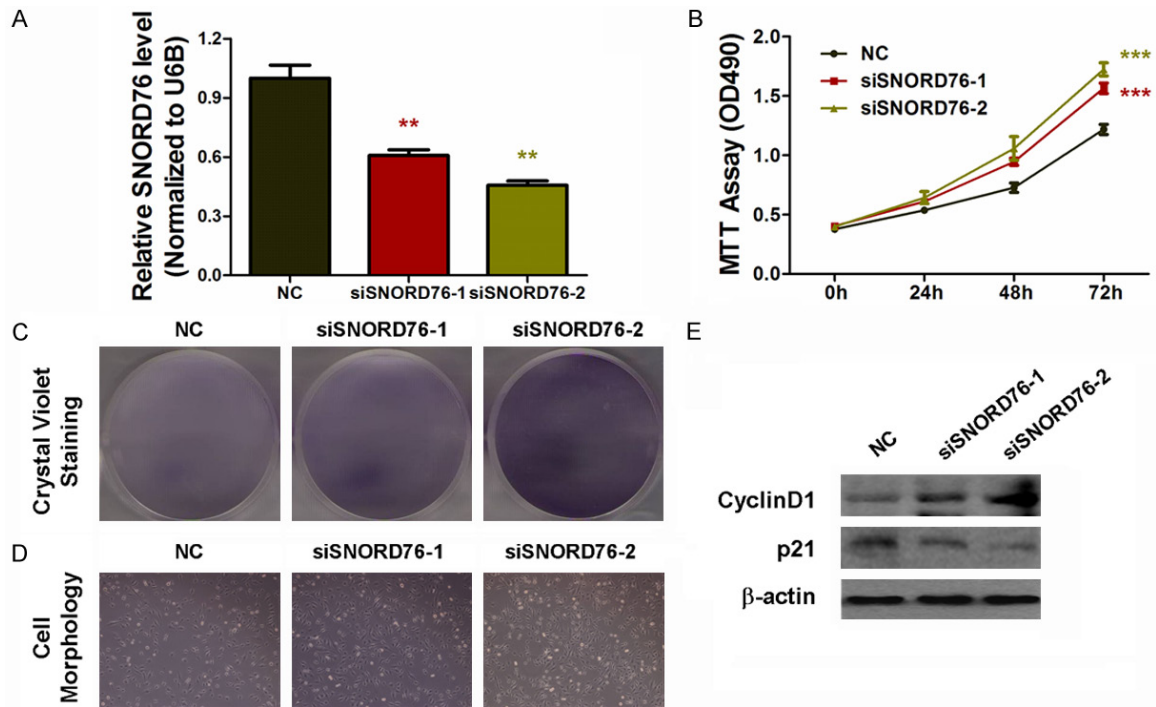 A
Relative SNORD76 level
(Normalized to U6B)
1.2
0.9
0.6
0.3
0.0
**
**
NC
siSNORD76-1
siSNORD76-2
B
MTT Assay (OD490)
2.0
1.5
1.0
0.5
0.0
NC
siSNORD76-1
siSNORD76-2
***
***
0h
24h
48h
72h
C
Crystal Violet
Staining
NC
siSNORD76-1
siSNORD76-2
D
Cell
Morphology
NC
siSNORD76-1
siSNORD76-2
E
NC
siSNORD76-1
siSNORD76-2
CyclinD1
p21
β-actin